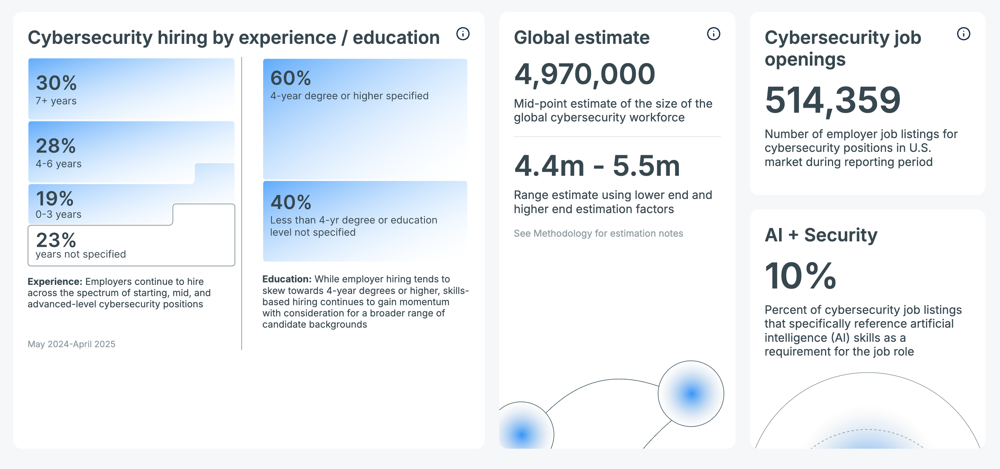 Cybersecurity hiring by experience / education
30%
7+ years
28%
4-6 years
19%
0-3 years
23%
years not specified
Experience: Employers continue to hire
across the spectrum of starting, mid, and
advanced-level cybersecurity positions
May 2024-April 2025
60%
4-year degree or higher specified
40%
Less than 4-yr degree or education
level not specified
Education: While employer hiring tends to
skew towards 4-year degrees or higher, skills-
based hiring continues to gain momentum
with consideration for a broader range of
candidate backgrounds
Global estimate
4,970,000
Mid-point estimate of the size of the
global cybersecurity workforce
4.4m - 5.5m
Range estimate using lower end and
higher end estimation factors
See Methodology for estimation notes
Cybersecurity job
openings
514,359
Number of employer job listings for
cybersecurity positions in U.S.
market during reporting period
AI + Security
10%
Percent of cybersecurity job listings
that specifically reference artificial
intelligence (AI) skills as a
requirement for the job role